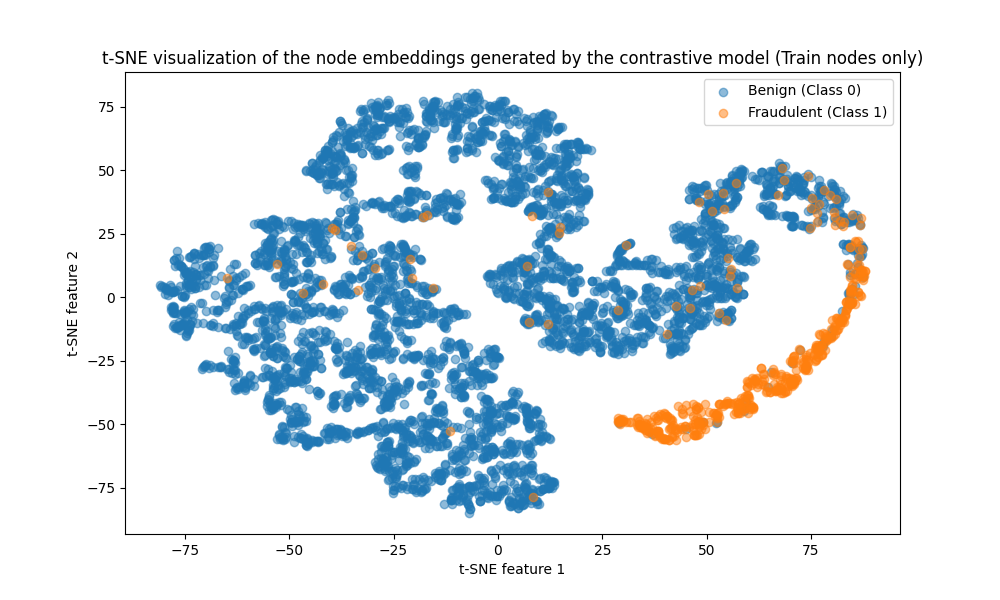 t-SNE visualization of the node embeddings generated by the contrastive model (Train nodes only)
Benign (Class 0)
Fraudulent (Class 1)
t-SNE feature 2
75
50
25
0
−25
−50
−75
−75 −50 −25 0 25 50 75
t-SNE feature 1